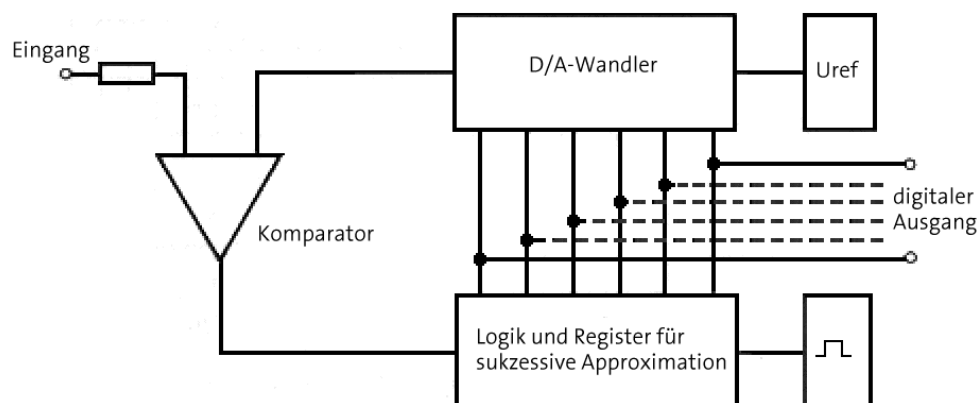 Eingang
D/A-Wandler
Uref
digitaler
Ausgang
Komparator
Logik und Register für
sukzessive Approximation